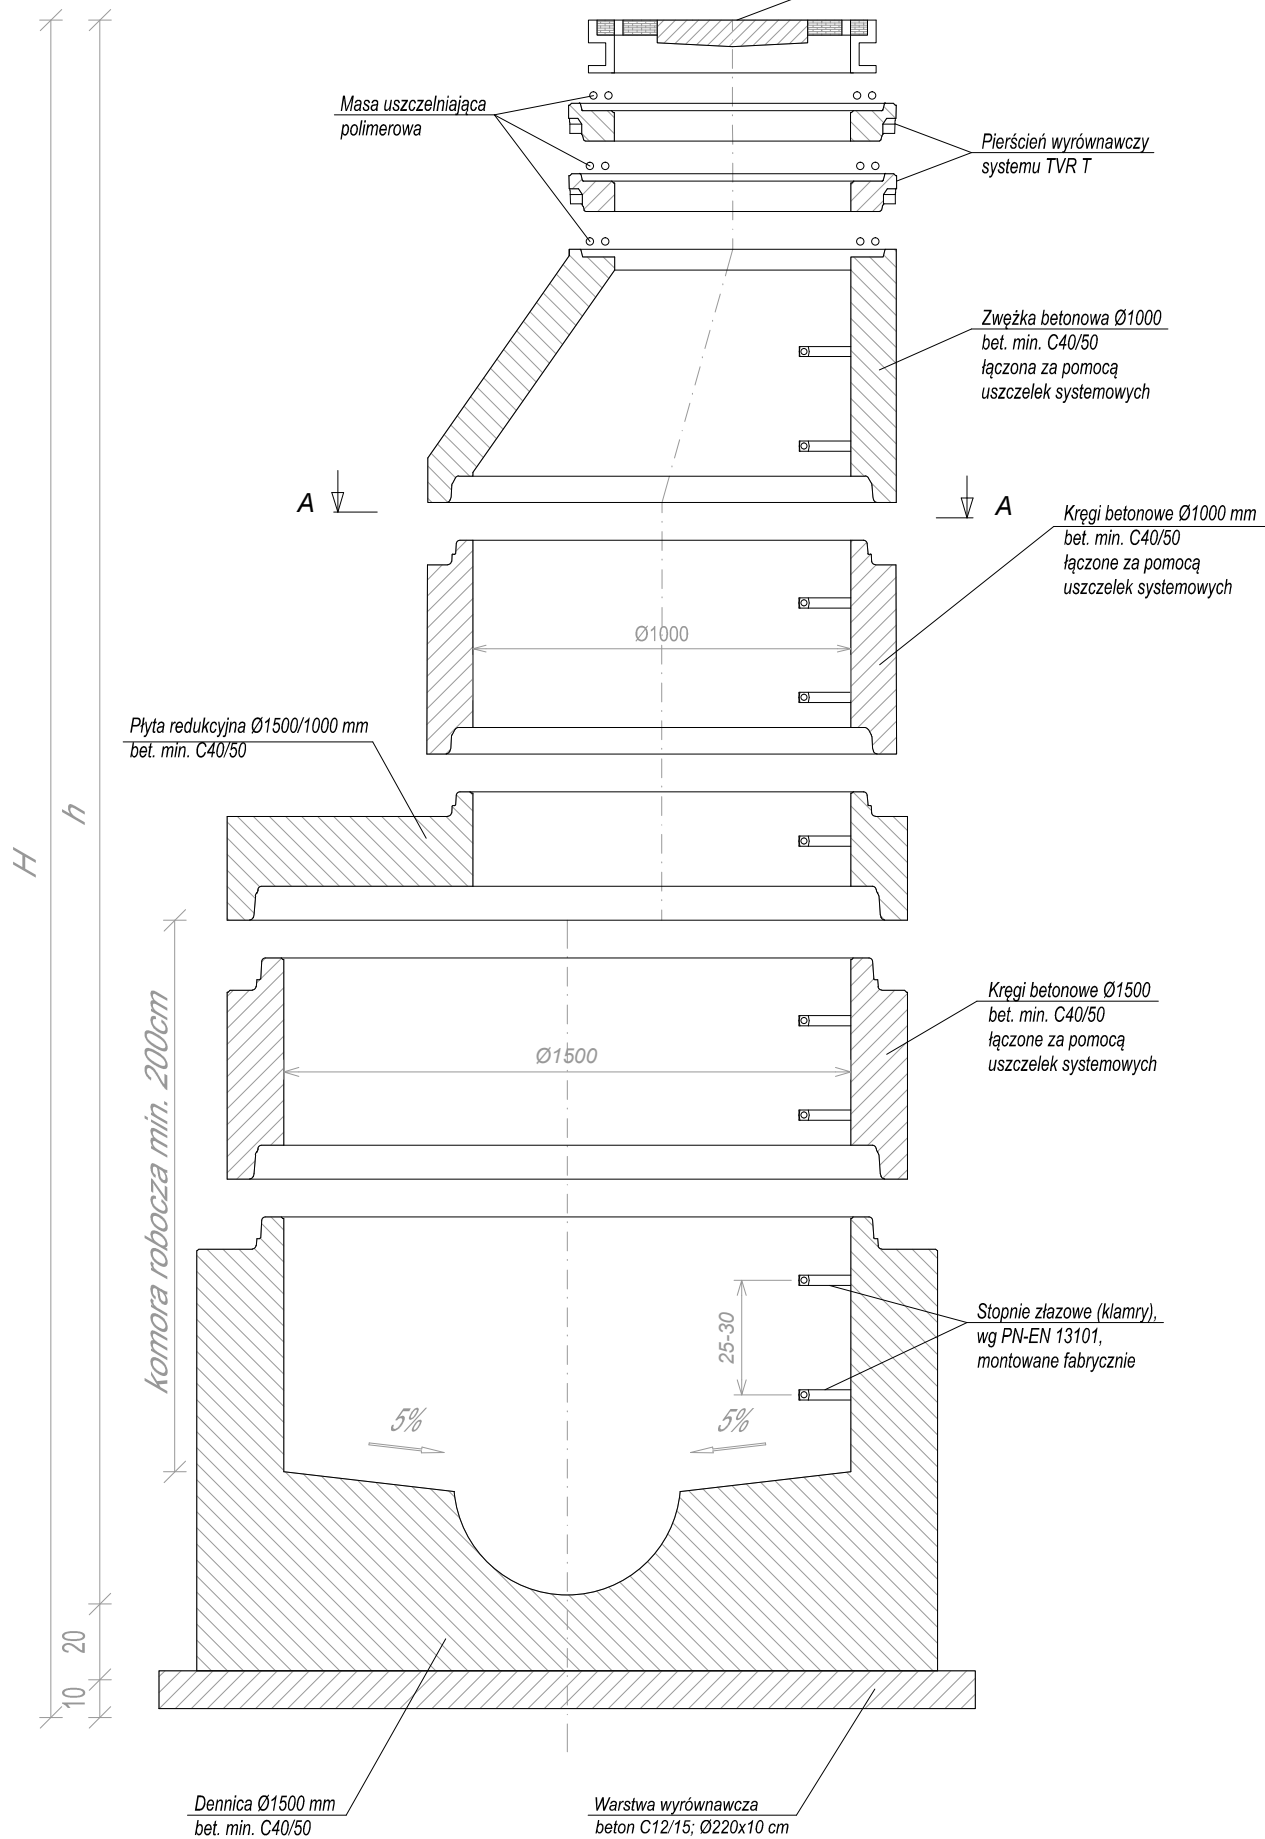 Masa uszczelniająca
polimerowa
Pierścień wyrównawczy
systemu TVR T
Zwężka betonowa Ø1000
bet. min. C40/50
łączona za pomocą
uszczelek systemowych
A
A
Kręgi betonowe Ø1000 mm
bet. min. C40/50
łączone za pomocą
uszczelek systemowych
Ø1000
Płyta redukcyjna Ø1500/1000 mm
bet. min. C40/50
h
H
komora robocza min. 200cm
Kręgi betonowe Ø1500
bet. min. C40/50
łączone za pomocą
uszczelek systemowych
Ø1500
25-30
Stopnie złazowe (klamry),
wg PN-EN 13101,
montowane fabrycznie
5%
5%
20
10
Dennica Ø1500 mm
bet. min. C40/50
Warstwa wyrównawcza
beton C12/15; Ø220x10 cm